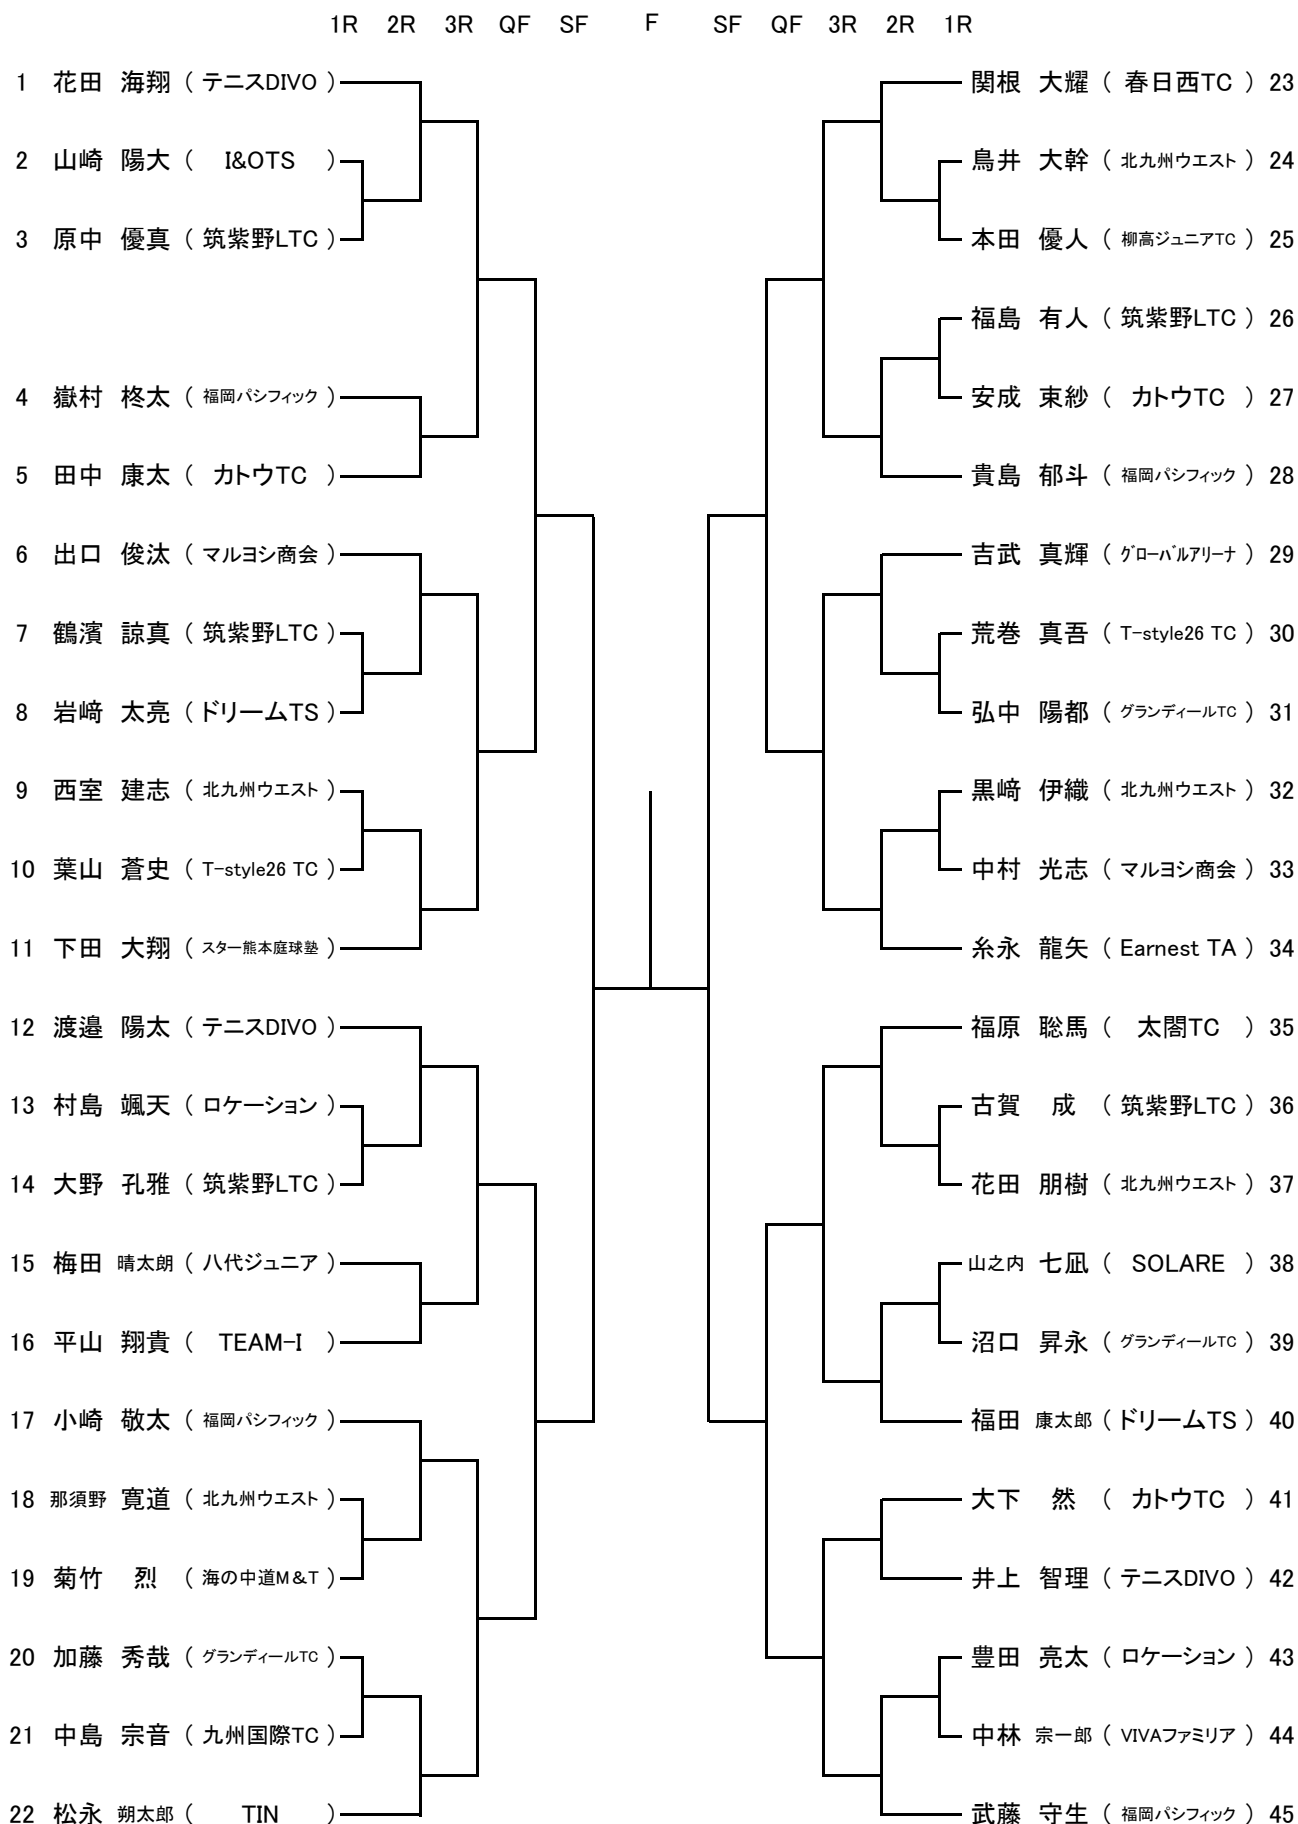 1R 2R 3R QF SF F SF QF 3R 2R 1R
1 花田 海翔 ( テニスDIVO )
2 山崎 陽大 ( I&OTS )
3 原中 優真 ( 筑紫野LTC )
4 嶽村 柊太 ( 福岡パシフィック )
5 田中 康太 ( カトウTC )
6 出口 俊汰 ( マルヨシ商会 )
7 鶴濱 諒真 ( 筑紫野LTC )
8 岩﨑 太亮 ( ドリームTS )
9 西室 建志 ( 北九州ウエスト )
10 葉山 蒼史 ( T-style26 TC )
11 下田 大翔 ( スター熊本庭球塾 )
12 渡邉 陽太 ( テニスDIVO )
13 村島 颯天 ( ロケーション )
14 大野 孔雅 ( 筑紫野LTC )
15 梅田 晴太朗 ( 八代ジュニア )
16 平山 翔貴 ( TEAM-I )
17 小崎 敬太 ( 福岡パシフィック )
18 那須野 寛道 ( 北九州ウエスト )
19 菊竹 烈 ( 海の中道M&T )
20 加藤 秀哉 ( グランディールTC )
21 中島 宗音 ( 九州国際TC )
22 松永 朔太郎 ( TIN )
関根 大耀 ( 春日西TC ) 23
鳥井 大幹 ( 北九州ウエスト ) 24
本田 優人 ( 柳高ジュニアTC ) 25
福島 有人 ( 筑紫野LTC ) 26
安成 束紗 ( カトウTC ) 27
貴島 郁斗 ( 福岡パシフィック ) 28
吉武 真輝 ( グローバルアリーナ ) 29
荒巻 真吾 ( T-style26 TC ) 30
弘中 陽都 ( グランディールTC ) 31
黒﨑 伊織 ( 北九州ウエスト ) 32
中村 光志 ( マルヨシ商会 ) 33
糸永 龍矢 ( Earnest TA ) 34
福原 聡馬 ( 太閤TC ) 35
古賀 成 ( 筑紫野LTC ) 36
花田 朋樹 ( 北九州ウエスト ) 37
山之内 七凪 ( SOLARE ) 38
沼口 昇永 ( グランディールTC ) 39
福田 康太郎 ( ドリームTS ) 40
大下 然 ( カトウTC ) 41
井上 智理 ( テニスDIVO ) 42
豊田 亮太 ( ロケーション ) 43
中林 宗一郎 ( VIVAファミリア ) 44
武藤 守生 ( 福岡パシフィック ) 45